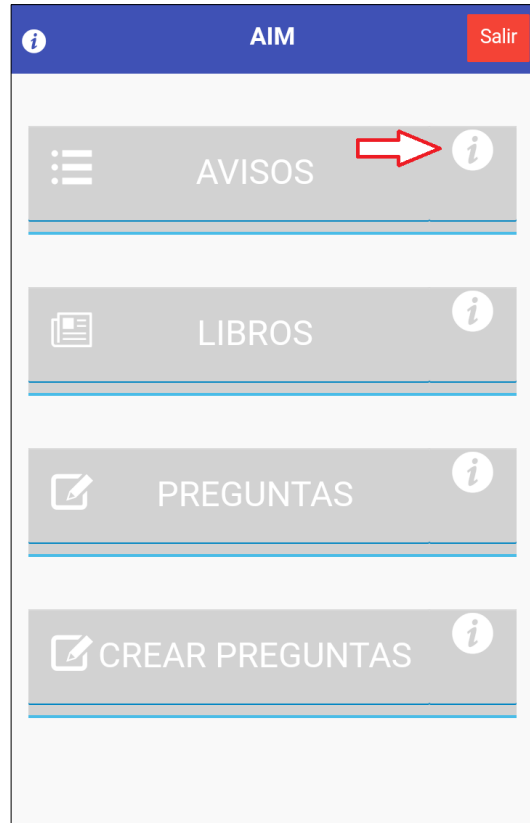 AIM
Salir
AVISOS
LIBROS
PREGUNTAS
CREAR PREGUNTAS